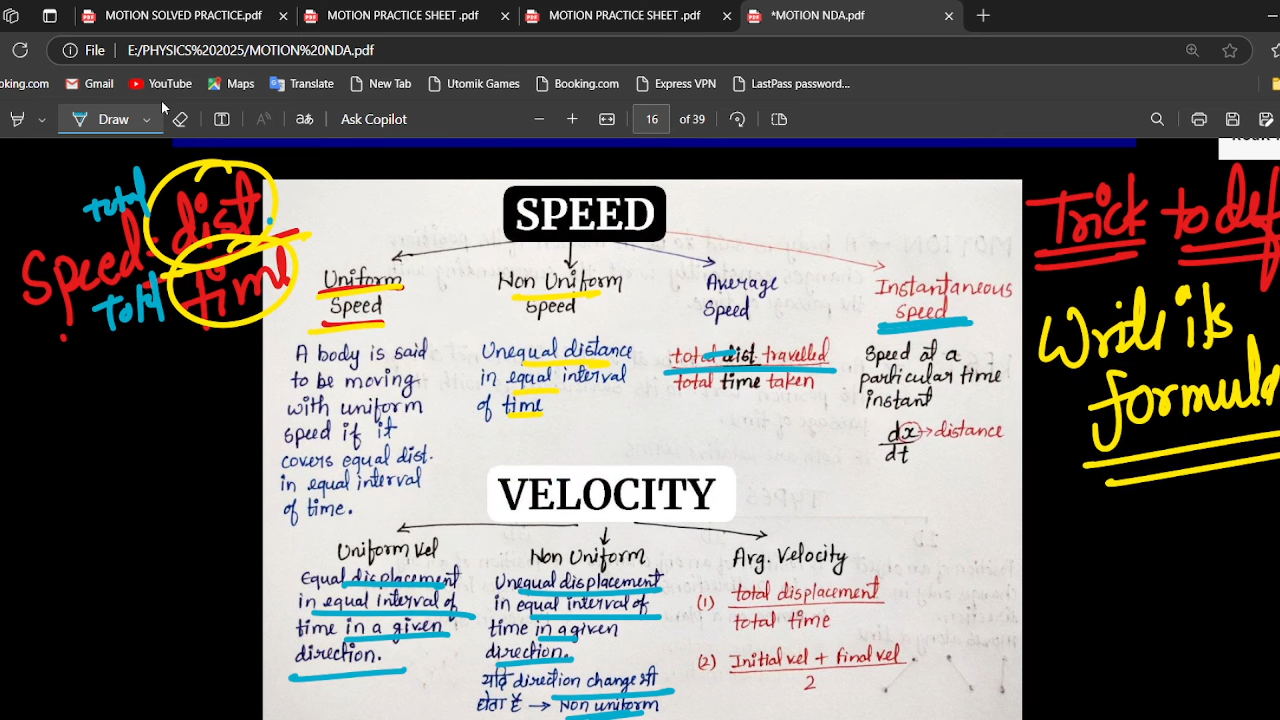 MOTION SOLVED PRACTICE.pdf
MOTION PRACTICE SHEET .pdf
MOTION PRACTICE SHEET .pdf
*MOTION NDA.pdf
File
E:/PHYSICS%202025/MOTION%20NDA.pdf
oking.com
Gmail
YouTube
Maps
Translate
New Tab
Utomik Games
Booking.com
Express VPN
LastPass password...
Draw
Ask Copilot
16 of 39
total
Speed: dist.
Total time
Trick to def
Write its
formula
SPEED
Uniform
Speed
A body is said
to be moving
with uniform
speed if it
covers equal dist.
in equal interval
of time.
Non Uniform
Speed
Unequal distance
in equal interval
of time
Average
Speed
total dist travelled
total time taken
Instantaneous
Speed
Speed at a
particular time
instant
dx → distance
dt
VELOCITY
Uniform Vel
Equal displacement
in equal interval of
time in a given
direction.
Non Uniform
Unequal displacement
in equal interval of
time in a given
direction.
यदि direction change भी
होता है → Non uniform
Avg. Velocity
(1) total displacement
total time
(2) Initial vel + final vel
2